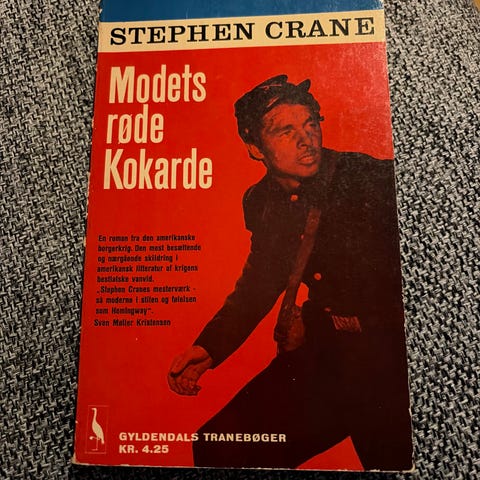 STEPHEN CRANE
Modets
røde
Kokarde
En roman fra den amerikanske
borgerkrig. Den mest besættende
og nærgående skildring i
amerikansk litteratur af krigens
bestialske vanvid.
„Stephen Cranes mesterværk -
så moderne i stilen og følelsen
som Hemingway".
Sven Møller Kristensen
GYLDENDALS TRANEBØGER
KR. 4.25